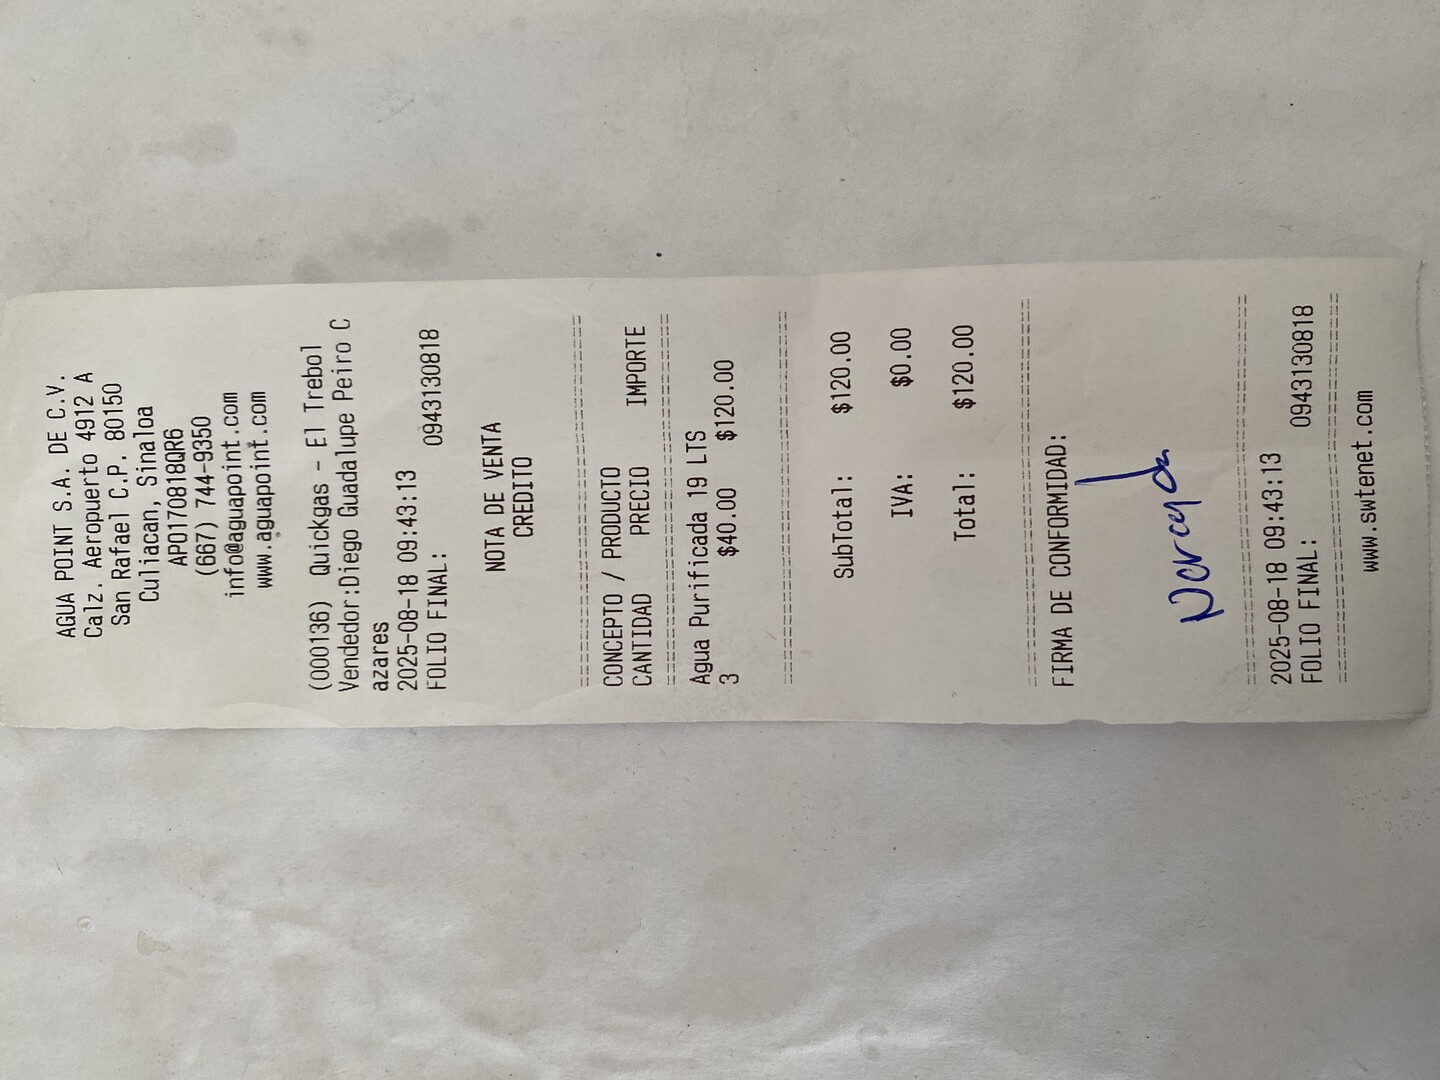 AGUA POINT S.A. DE C.V.
Calz. Aeropuerto 4912 A
San Rafael C.P. 80150
Culiacan, Sinaloa
APO170818QR6
(667) 744-9350
info@aguapoint.com
www.aguapoint.com
(000136) Quickgas - El Trebol
Vendedor:Diego Guadalupe Peiro C
azares
2025-08-18 09:43:13
FOLIO FINAL: 0943130818
NOTA DE VENTA
CREDITO
CONCEPTO / PRODUCTO
CANTIDAD PRECIO IMPORTE
Agua Purificada 19 LTS
3 $40.00 $120.00
SubTotal: $120.00
IVA: $0.00
Total: $120.00
FIRMA DE CONFORMIDAD:
2025-08-18 09:43:13
FOLIO FINAL: 0943130818
www.swtenet.com